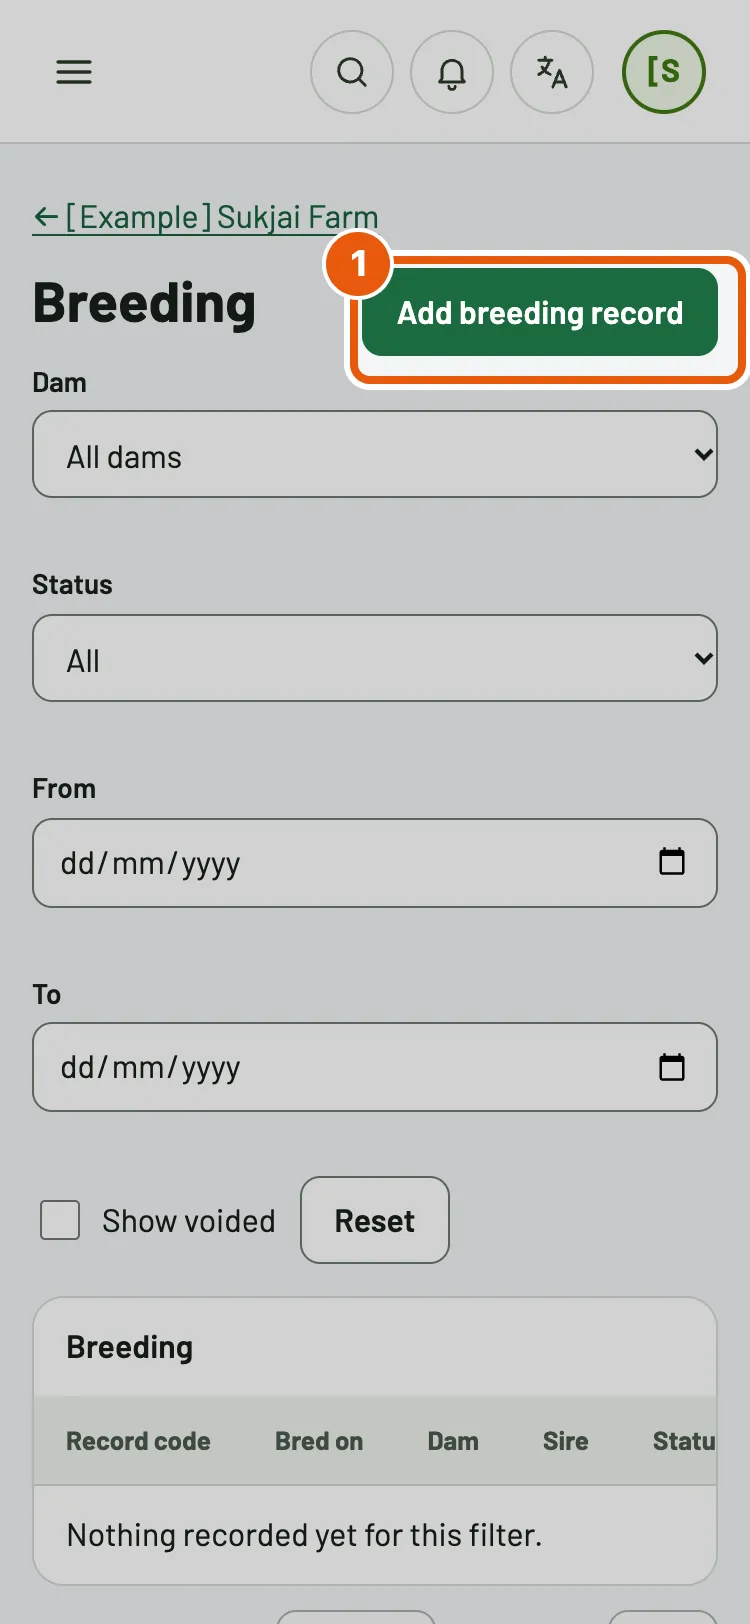 [S
← [Example] Sukjai Farm
1
Breeding
Add breeding record
Dam
All dams
Status
All
From
dd/mm/yyyy
To
dd/mm/yyyy
Show voided
Reset
Breeding
Record code Bred on Dam Sire Statu
Nothing recorded yet for this filter.